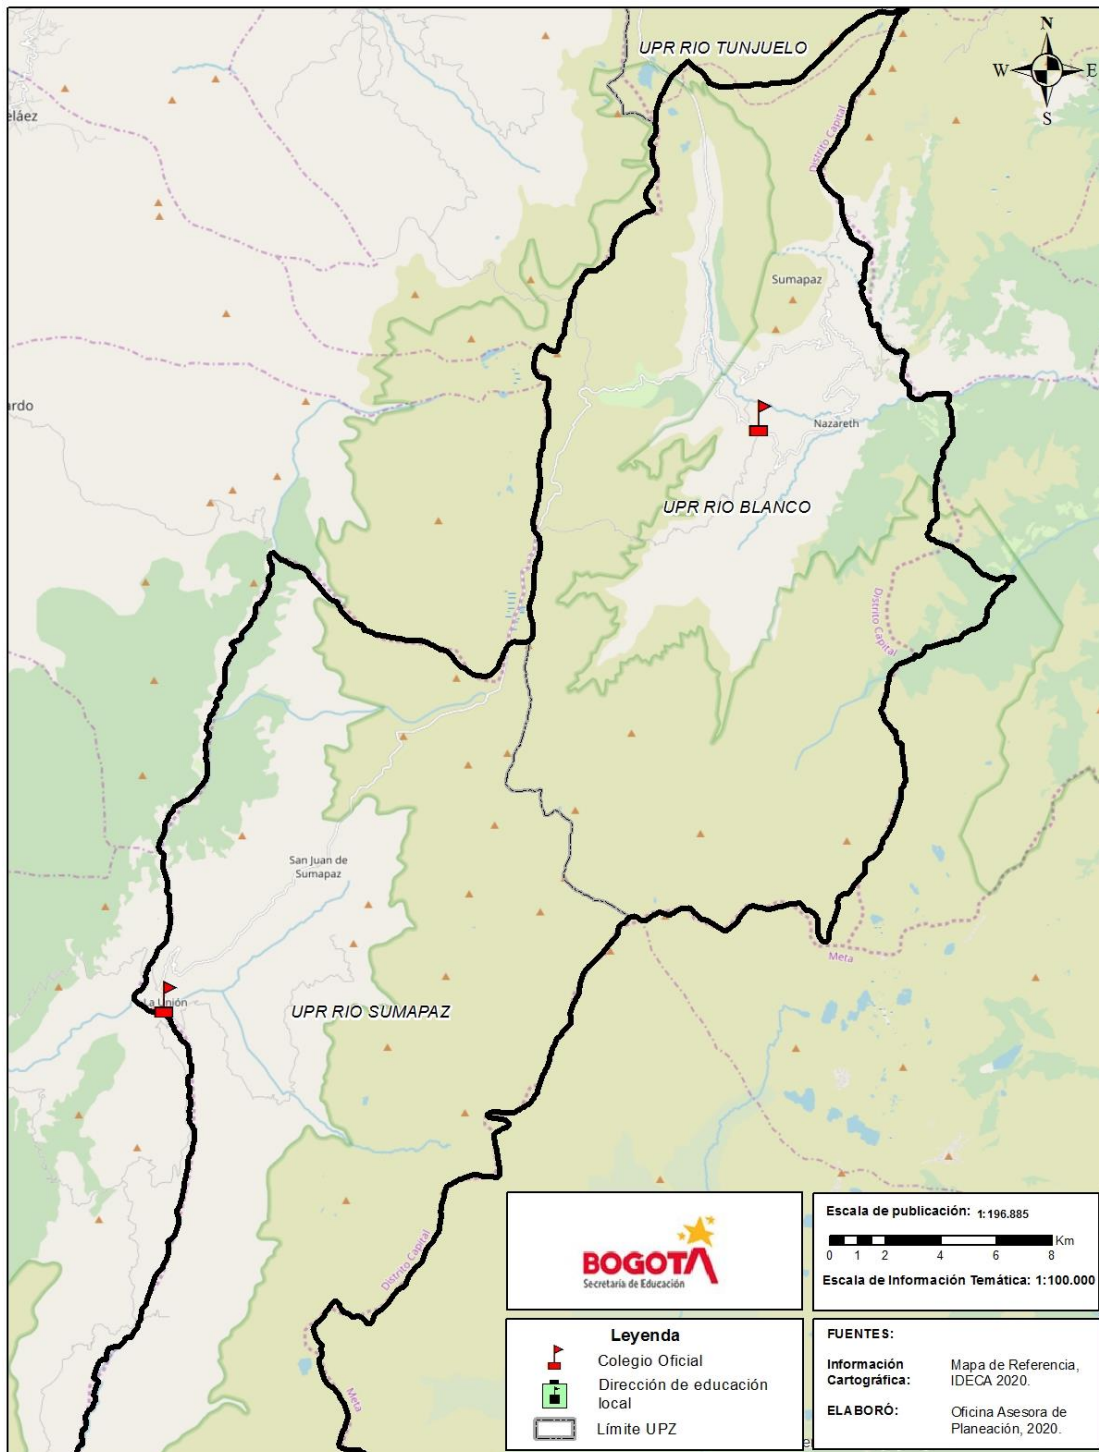 UPR RIO TUNJUELO
N
W
E
S
eláez
Distrito Capital
Sumapaz
ardo
Nazareth
UPR RIO BLANCO
Distrito Capital
San Juan de
Sumapaz
Meta
La Unión
UPR RIO SUMAPAZ
Distrito Capital
Meta
BOGOTÁ
Secretaría de Educación
Escala de publicación: 1:196.885
0 1 2 4 6 8 Km
Escala de Información Temática: 1:100.000
Leyenda
Colegio Oficial
Dirección de educación
local
Límite UPZ
FUENTES:
Información Mapa de Referencia,
Cartográfica: IDECA 2020.
ELABORÓ: Oficina Asesora de
Planeación, 2020.